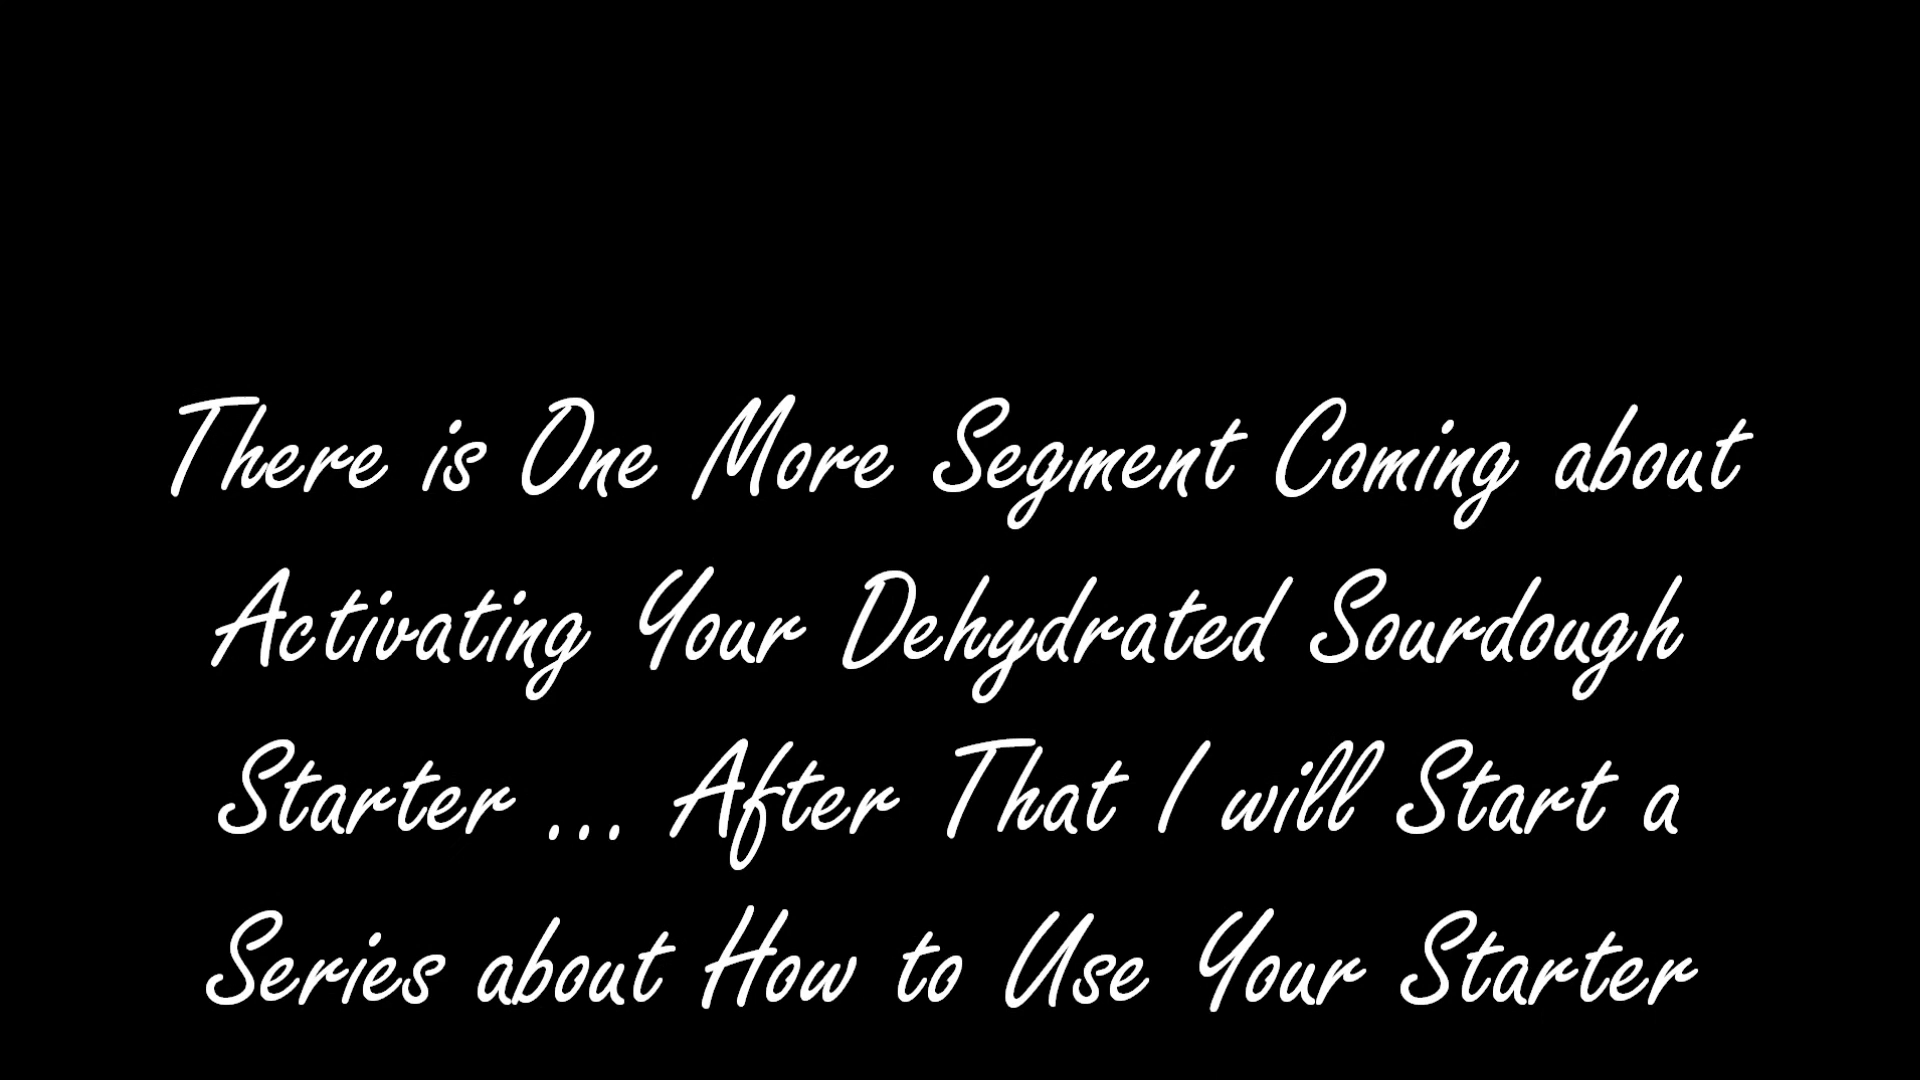 There is One More Segment Coming about
Activating Your Dehydrated Sourdough
Starter ... After That I will Start a
Series about How to Use Your Starter